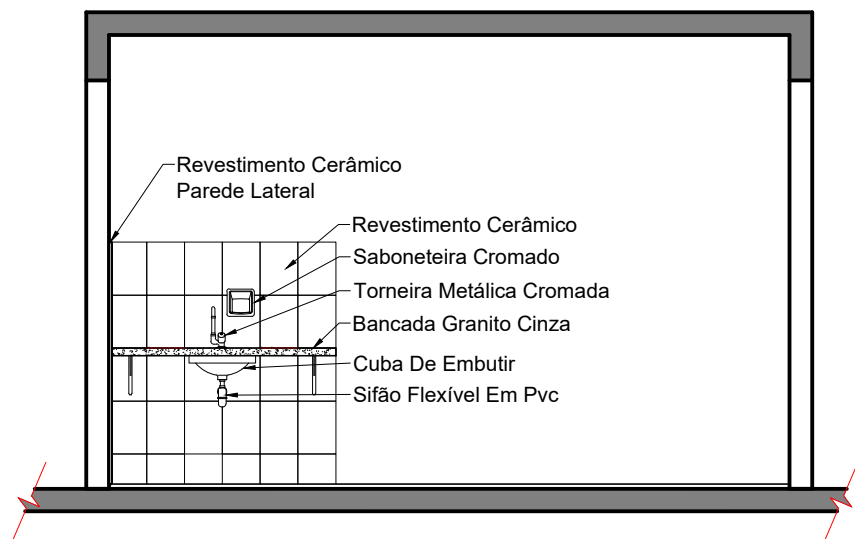 Revestimento Cerâmico
Parede Lateral
Revestimento Cerâmico
Saboneteira Cromado
Torneira Metálica Cromada
Bancada Granito Cinza
Cuba De Embutir
Sifão Flexível Em Pvc